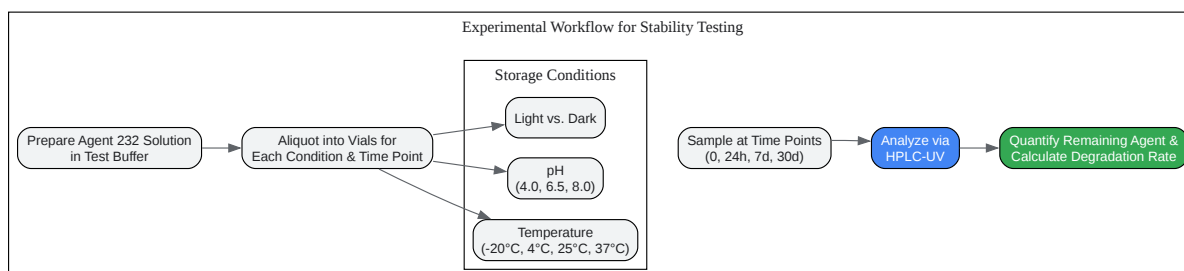 Experimental Workflow for Stability Testing
Storage Conditions
Prepare Agent 232 Solution
in Test Buffer
Aliquot into Vials for
Each Condition & Time Point
Light vs. Dark
pH
(4.0, 6.5, 8.0)
Temperature
(-20°C, 4°C, 25°C, 37°C)
Sample at Time Points
(0, 24h, 7d, 30d)
Analyze via
HPLC-UV
Quantify Remaining Agent &
Calculate Degradation Rate